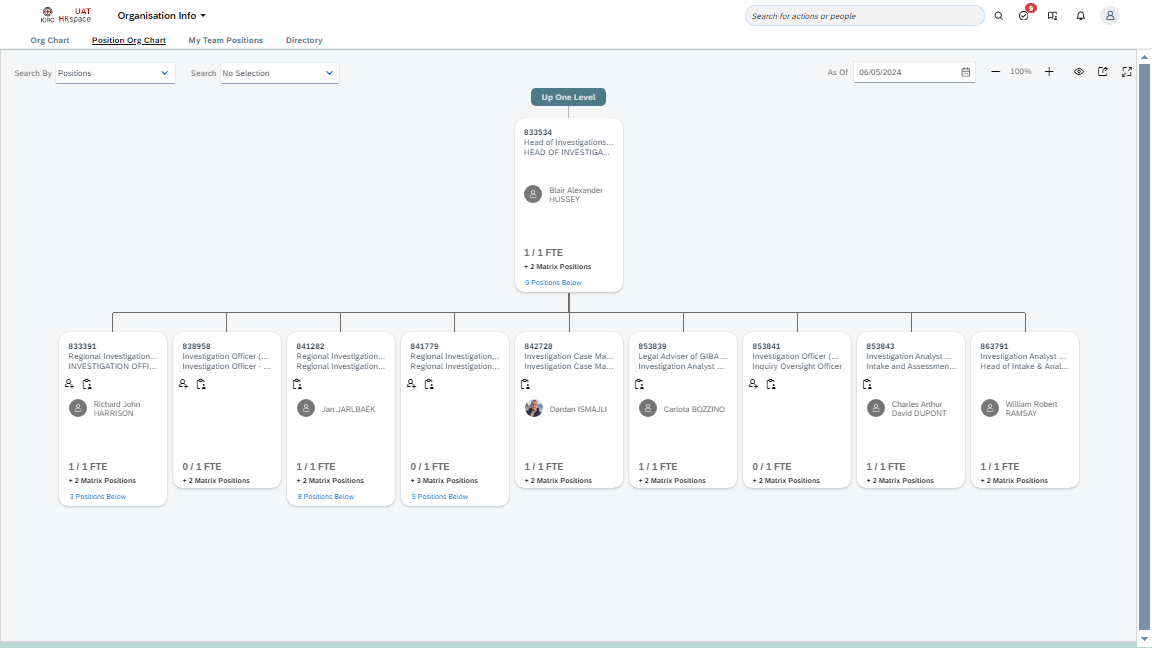 ICRC
UAT
HRspace
Organisation Info
Search for actions or people
9
Org Chart
Position Org Chart
My Team Positions
Directory
Search By
Positions
Search
No Selection
As Of
06/05/2024
100%
Up One Level
833534
Head of Investigations...
HEAD OF INVESTIGA...
Blair Alexander
HUSSEY
1 / 1 FTE
+ 2 Matrix Positions
9 Positions Below
833391
Regional Investigation...
INVESTIGATION OFFI...
Richard John
HARRISON
1 / 1 FTE
+ 2 Matrix Positions
3 Positions Below
838958
Investigation Officer (...
Investigation Officer - ...
0 / 1 FTE
+ 2 Matrix Positions
841282
Regional Investigation...
Regional Investigation...
Jan JARLBAEK
1 / 1 FTE
+ 2 Matrix Positions
8 Positions Below
841779
Regional Investigation...
Regional Investigation...
0 / 1 FTE
+ 3 Matrix Positions
5 Positions Below
842728
Investigation Case Ma...
Investigation Case Ma...
Dardan ISMAJLI
1 / 1 FTE
+ 2 Matrix Positions
853839
Legal Adviser of GIBA ...
Investigation Analyst ...
Carlota BOZZINO
1 / 1 FTE
+ 2 Matrix Positions
853841
Investigation Officer (...
Inquiry Oversight Officer
0 / 1 FTE
+ 2 Matrix Positions
853843
Investigation Analyst ...
Intake and Assessmen...
Charles Arthur
David DUPONT
1 / 1 FTE
+ 2 Matrix Positions
863791
Investigation Analyst ...
Head of Intake & Anal...
William Robert
RAMSAY
1 / 1 FTE
+ 2 Matrix Positions